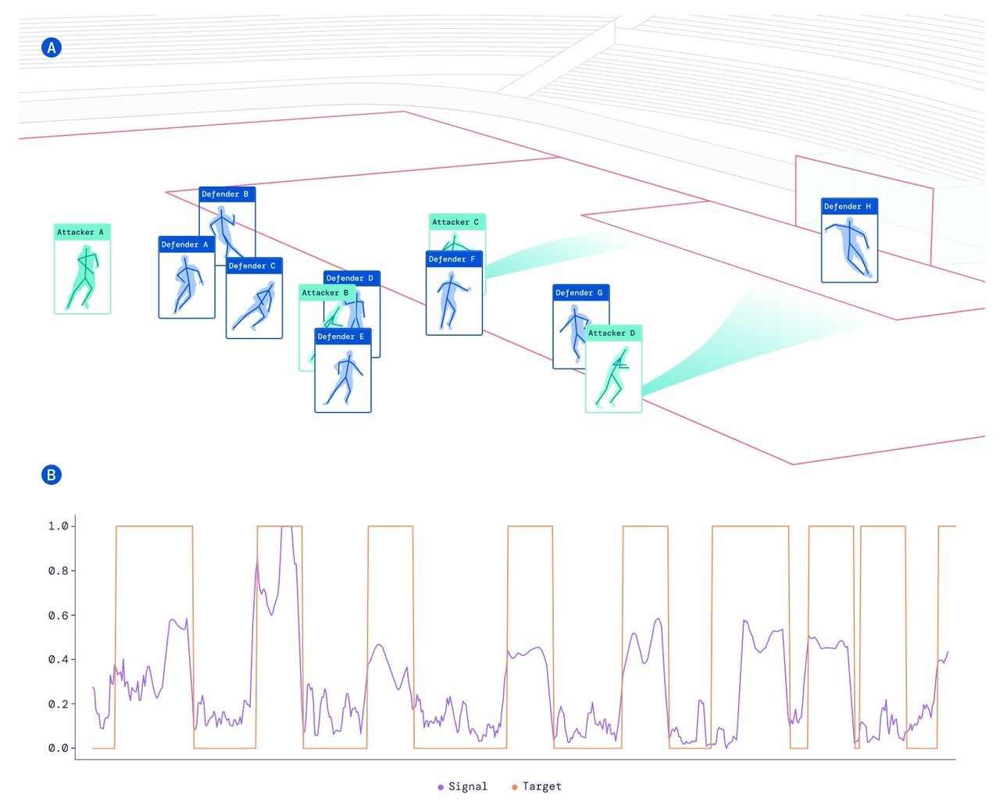 A
Defender B
Defender H
Attacker C
Attacker A
Defender A
Defender F
Defender C
Defender D
Attacker B
Defender G
Attacker D
Defender E
B
1.0
0.8
0.6
0.4
0.2
0.0
Signal
Target